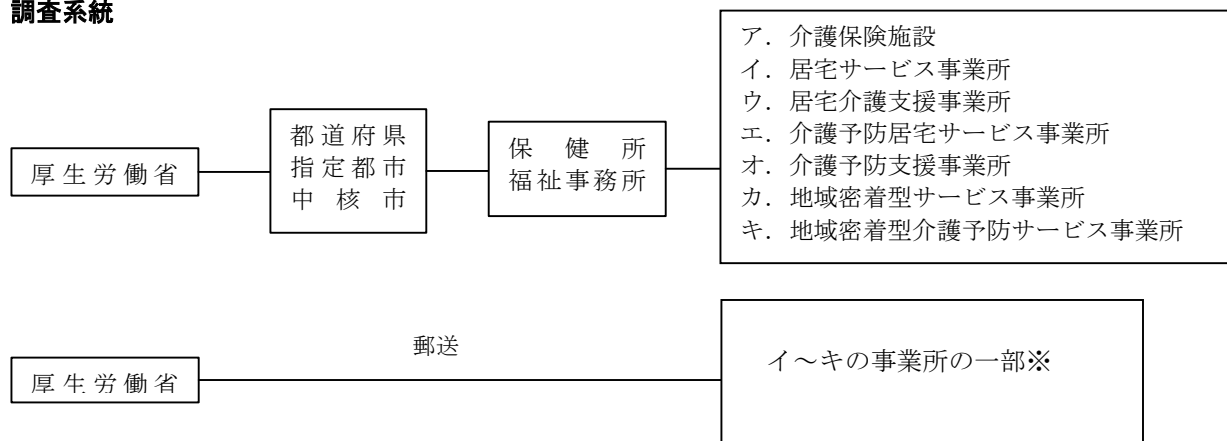 調査系統
厚生労働省
都道府県
指定都市
中核市
保健所
福祉事務所
ア．介護保険施設
イ．居宅サービス事業所
ウ．居宅介護支援事業所
エ．介護予防居宅サービス事業所
オ．介護予防支援事業所
カ．地域密着型サービス事業所
キ．地域密着型介護予防サービス事業所
厚生労働省
郵送
イ～キの事業所の一部※